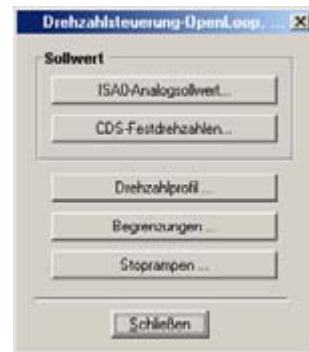 Drehzahlsteuerung-OpenLoop, ...
Sollwert
ISA0-Analogsollwert...
CDS-Festdrehzahlen...
Drehzahlprofil ...
Begrenzungen ...
Stoprampen ...
Schließen